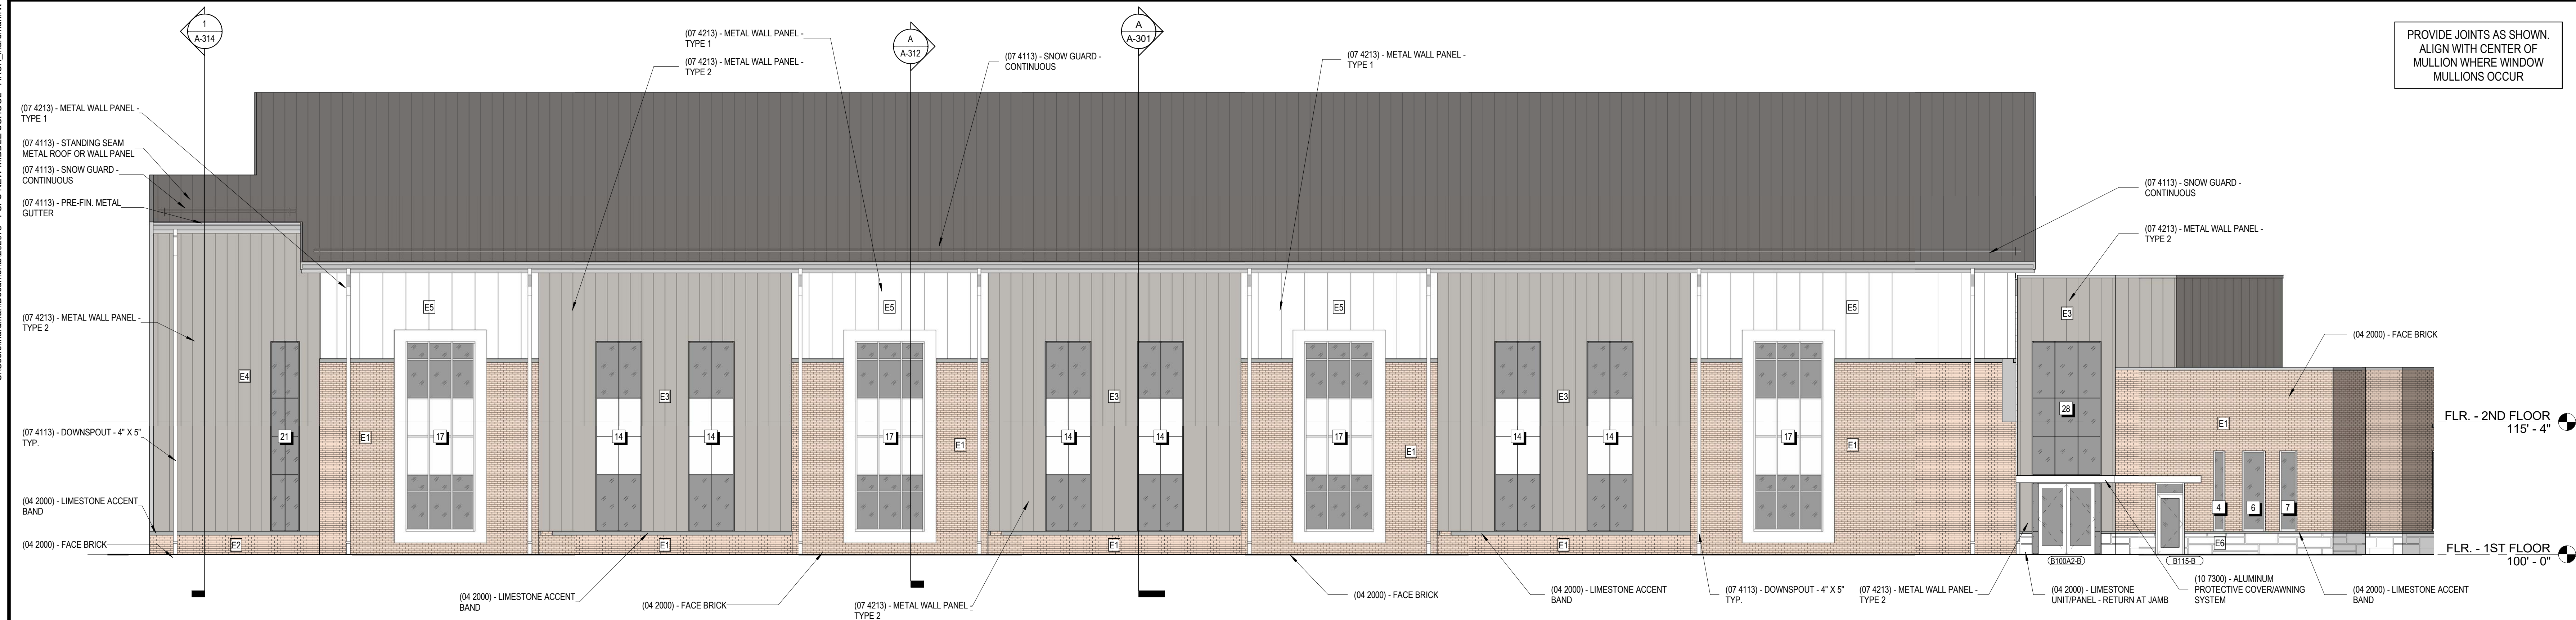 1
A-314
A
A-312
A
A-301
PROVIDE JOINTS AS SHOWN.
ALIGN WITH CENTER OF
MULLION WHERE WINDOW
MULLIONS OCCUR
(07 4213) - METAL WALL PANEL -
TYPE 1
(07 4213) - METAL WALL PANEL -
TYPE 2
(07 4113) - SNOW GUARD -
CONTINUOUS
(07 4213) - METAL WALL PANEL -
TYPE 1
(07 4213) - METAL WALL PANEL -
TYPE 1
(07 4113) - STANDING SEAM
METAL ROOF OR WALL PANEL
(07 4113) - SNOW GUARD -
CONTINUOUS
(07 4113) - PRE-FIN. METAL
GUTTER
(07 4113) - SNOW GUARD -
CONTINUOUS
(07 4213) - METAL WALL PANEL -
TYPE 2
(07 4213) - METAL WALL PANEL -
TYPE 2
(04 2000) - FACE BRICK
E5
E5
E5
E5
E3
E4
E3
E3
E3
(07 4113) - DOWNSPOUT - 4" X 5"
TYP.
21
E1
17
14
14
17
E1
14
14
17
E1
14
14
17
E1
28
E1
FLR. - 2ND FLOOR
115' - 4"
(04 2000) - LIMESTONE ACCENT
BAND
4
6
7
(04 2000) - FACE BRICK
E2
E1
E1
E1
E6
FLR. - 1ST FLOOR
100' - 0"
B100A2-B
B115-B
(04 2000) - LIMESTONE ACCENT
BAND
(04 2000) - FACE BRICK
(07 4213) - METAL WALL PANEL -
TYPE 2
(04 2000) - FACE BRICK
(04 2000) - LIMESTONE ACCENT
BAND
(07 4113) - DOWNSPOUT - 4" X 5"
TYP.
(07 4213) - METAL WALL PANEL -
TYPE 2
(04 2000) - LIMESTONE
UNIT/PANEL - RETURN AT JAMB
(10 7300) - ALUMINUM
PROTECTIVE COVER/AWNING
SYSTEM
(04 2000) - LIMESTONE ACCENT
BAND